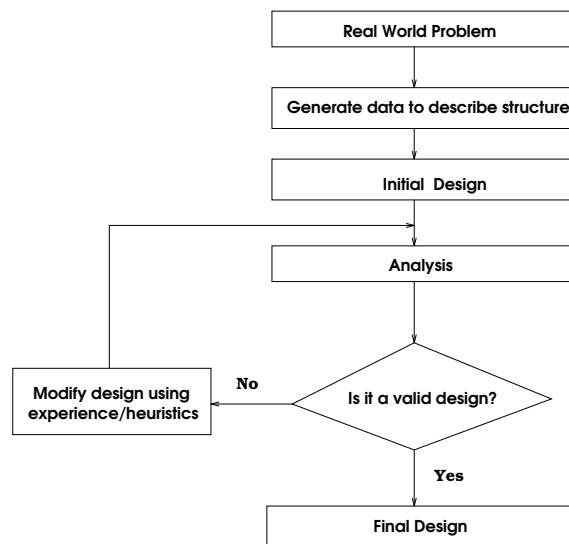 Real World Problem
Generate data to describe structure
Initial Design
Analysis
Is it a valid design?
No
Modify design using
experience/heuristics
Yes
Final Design